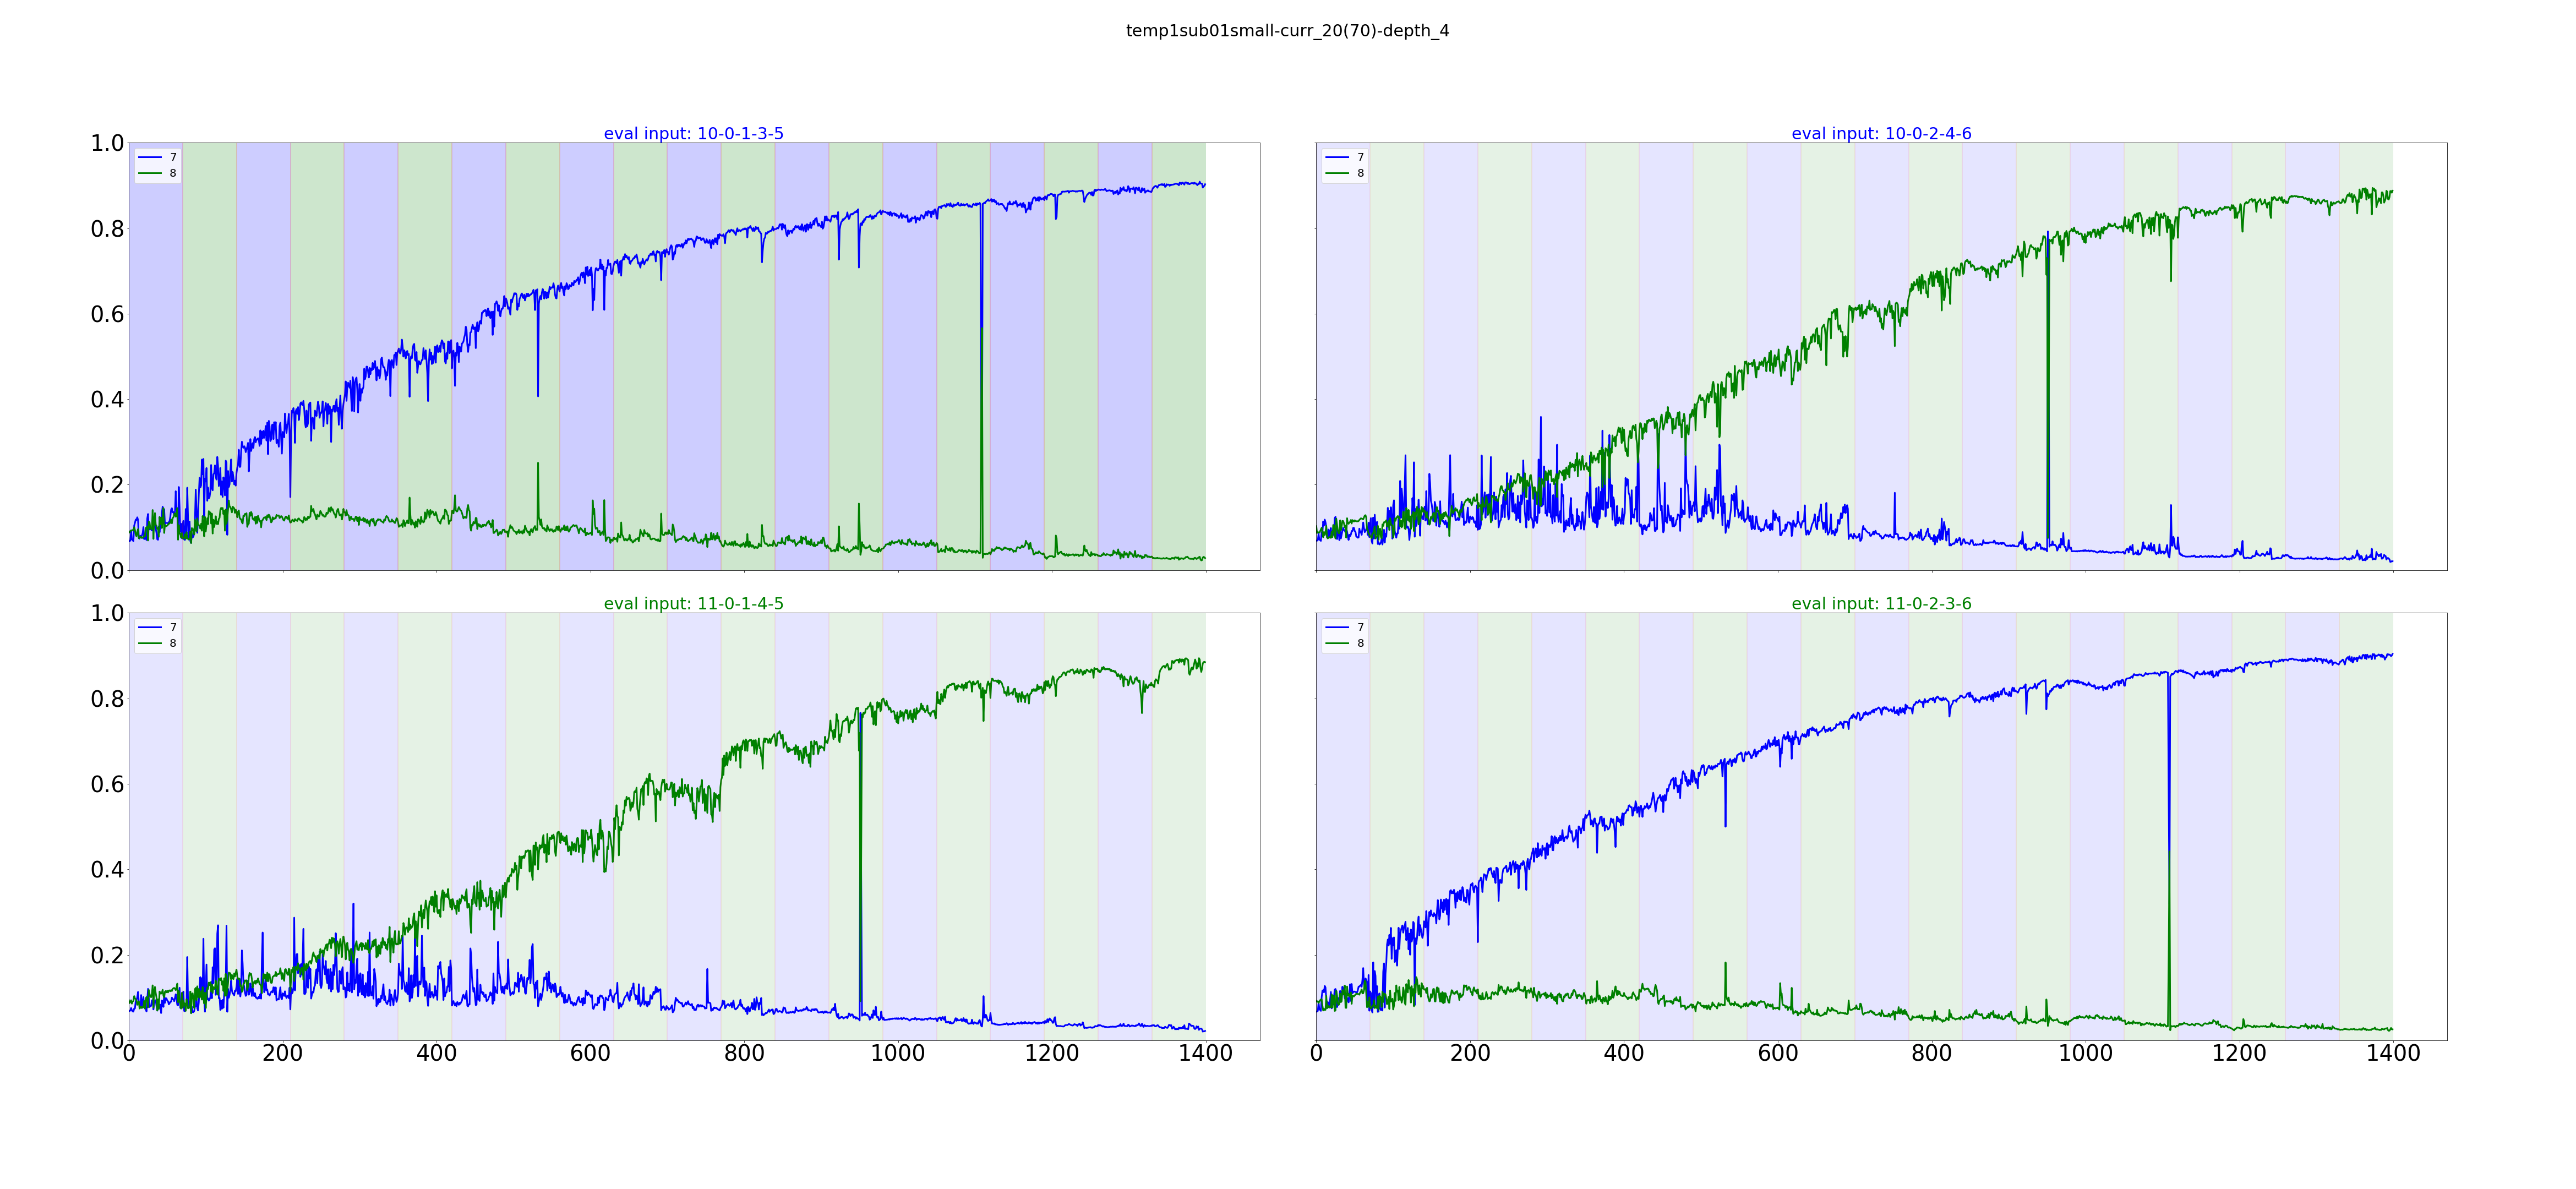 temp1sub01small-curr_20(70)-depth_4
eval input: 10-0-1-3-5
1.0
0.8
0.6
0.4
0.2
0.0
7
8
eval input: 10-0-2-4-6
7
8
eval input: 11-0-1-4-5
1.0
0.8
0.6
0.4
0.2
0.0
7
8
0 200 400 600 800 1000 1200 1400
eval input: 11-0-2-3-6
7
8
0 200 400 600 800 1000 1200 1400